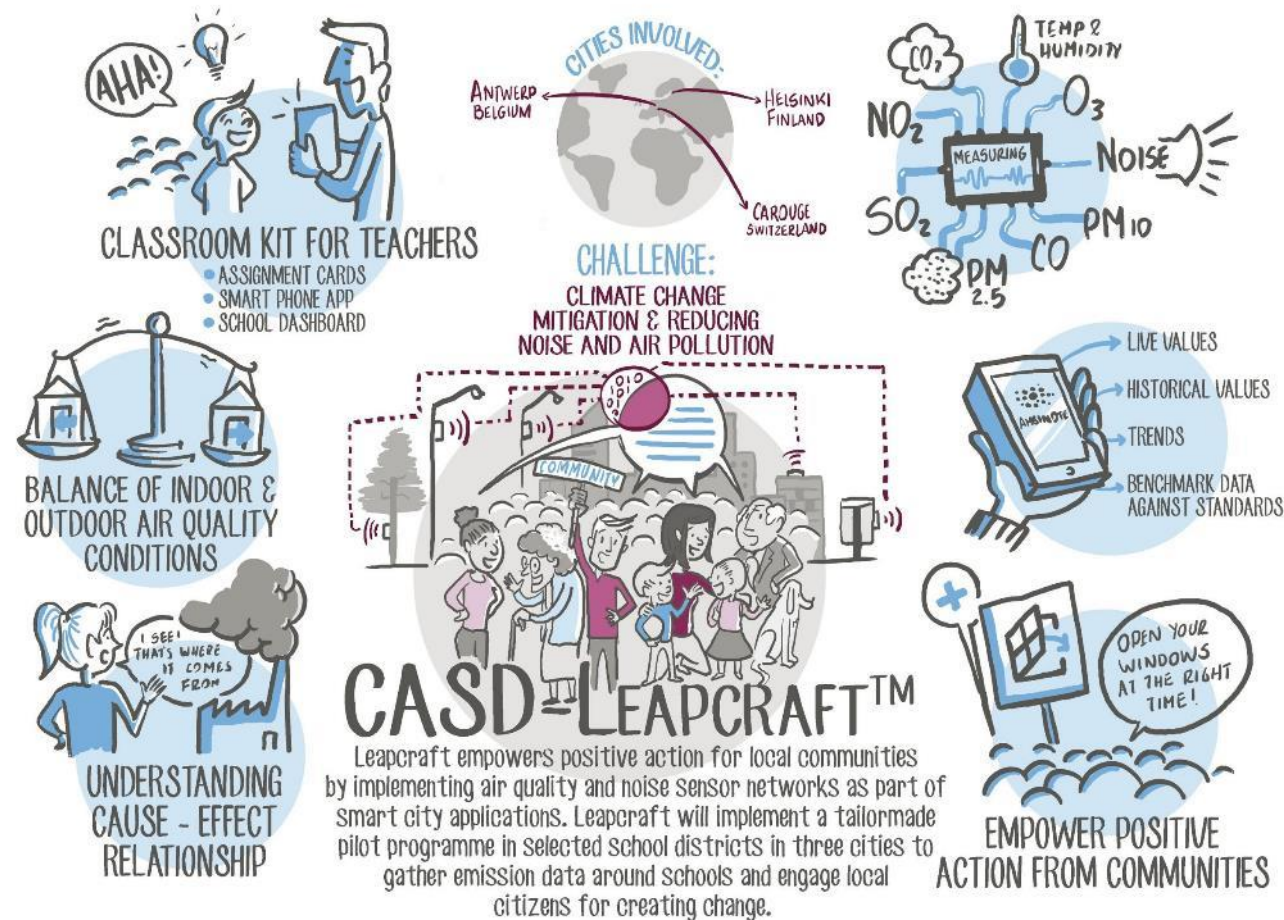 AHA!
CLASSROOM KIT FOR TEACHERS
ASSIGNMENT CARDS
SMART PHONE APP
SCHOOL DASHBOARD
CITIES INVOLVED:
ANTWERP
BELGIUM
HELSINKI
FINLAND
CAROUGE
SWITZERLAND
TEMP &
HUMIDITY
CO₂
O₃
NO₂
MEASURING
NOISE
SO₂
PM10
CO
PM
2.5
CHALLENGE:
CLIMATE CHANGE
MITIGATION & REDUCING
NOISE AND AIR POLLUTION
COMMUNITY
BALANCE OF INDOOR &
OUTDOOR AIR QUALITY
CONDITIONS
LIVE VALUES
HISTORICAL VALUES
TRENDS
BENCHMARK DATA
AGAINST STANDARDS
I SEE!
THAT'S WHERE
IT COMES
FROM
UNDERSTANDING
CAUSE - EFFECT
RELATIONSHIP
CASD=LEAPCRAFT™
Leapcraft empowers positive action for local communities
by implementing air quality and noise sensor networks as part of
smart city applications. Leapcraft will implement a tailormade
pilot programme in selected school districts in three cities to
gather emission data around schools and engage local
citizens for creating change.
OPEN YOUR
WINDOWS
AT THE RIGHT
TIME!
EMPOWER POSITIVE
ACTION FROM COMMUNITIES